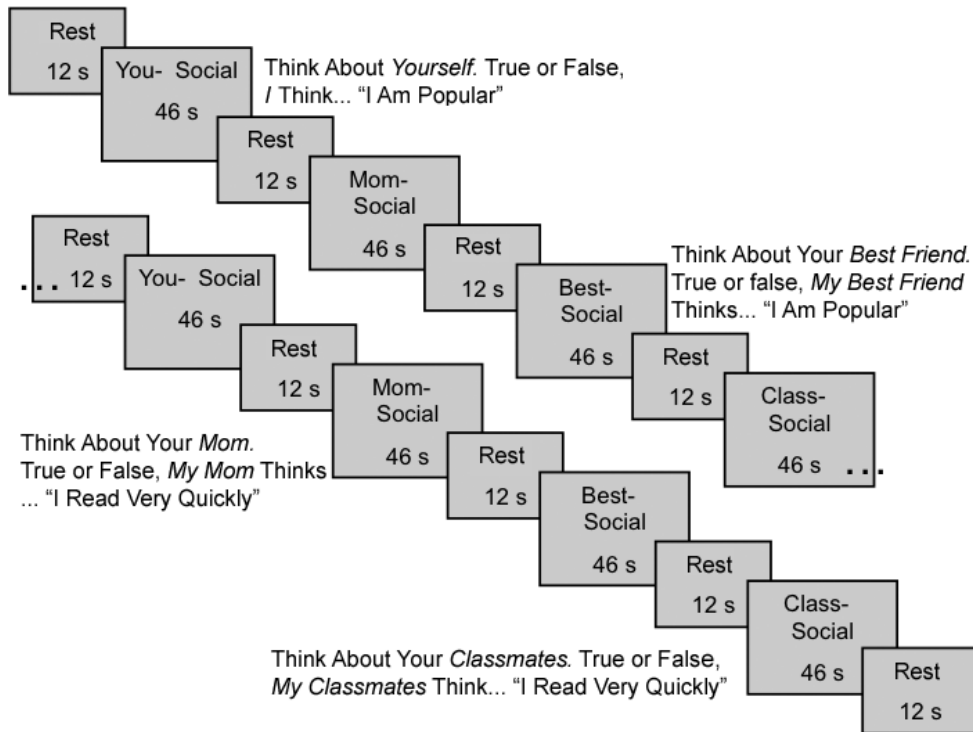 Rest
12 s
You- Social
46 s
Think About Yourself. True or False,
I Think... “I Am Popular”
Rest
12 s
Mom-
Social
46 s
Rest
12 s
Think About Your Best Friend.
True or false, My Best Friend
Thinks... “I Am Popular”
Best-
Social
46 s
Rest
12 s
Class-
Social
46 s ...
Rest
... 12 s
You- Social
46 s
Rest
12 s
Mom-
Social
46 s
Think About Your Mom.
True or False, My Mom Thinks
... “I Read Very Quickly”
Rest
12 s
Best-
Social
46 s
Rest
12 s
Class-
Social
46 s
Think About Your Classmates. True or False,
My Classmates Think... “I Read Very Quickly”
Rest
12 s